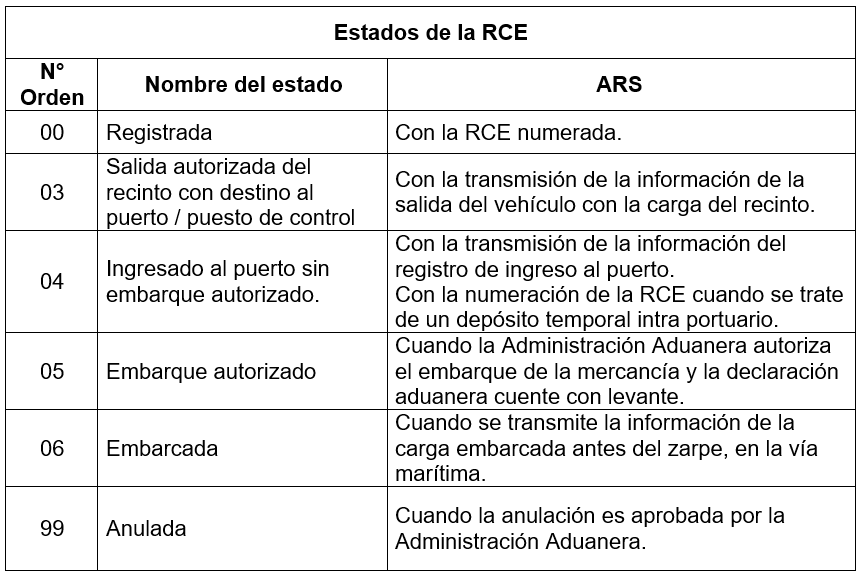 Estados de la RCE
N°
Orden
Nombre del estado
ARS
00
Registrada
Con la RCE numerada.
03
Salida autorizada del
recinto con destino al
puerto / puesto de control
Con la transmisión de la información de la
salida del vehículo con la carga del recinto.
04
Ingresado al puerto sin
embarque autorizado.
Con la transmisión de la información del
registro de ingreso al puerto.
Con la numeración de la RCE cuando se trate
de un depósito temporal intra portuario.
05
Embarque autorizado
Cuando la Administración Aduanera autoriza
el embarque de la mercancía y la declaración
aduanera cuente con levante.
06
Embarcada
Cuando se transmite la información de la
carga embarcada antes del zarpe, en la vía
marítima.
99
Anulada
Cuando la anulación es aprobada por la
Administración Aduanera.